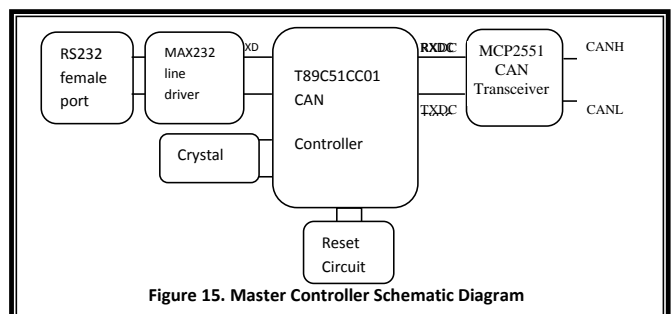 RS232
female
port
MAX232
line
driver
XD
T89C51CC01
CAN
Controller
RXDC
TXDC
MCP2551
CAN
Transceiver
CANH
CANL
Crystal
Reset
Circuit
Figure 15. Master Controller Schematic Diagram